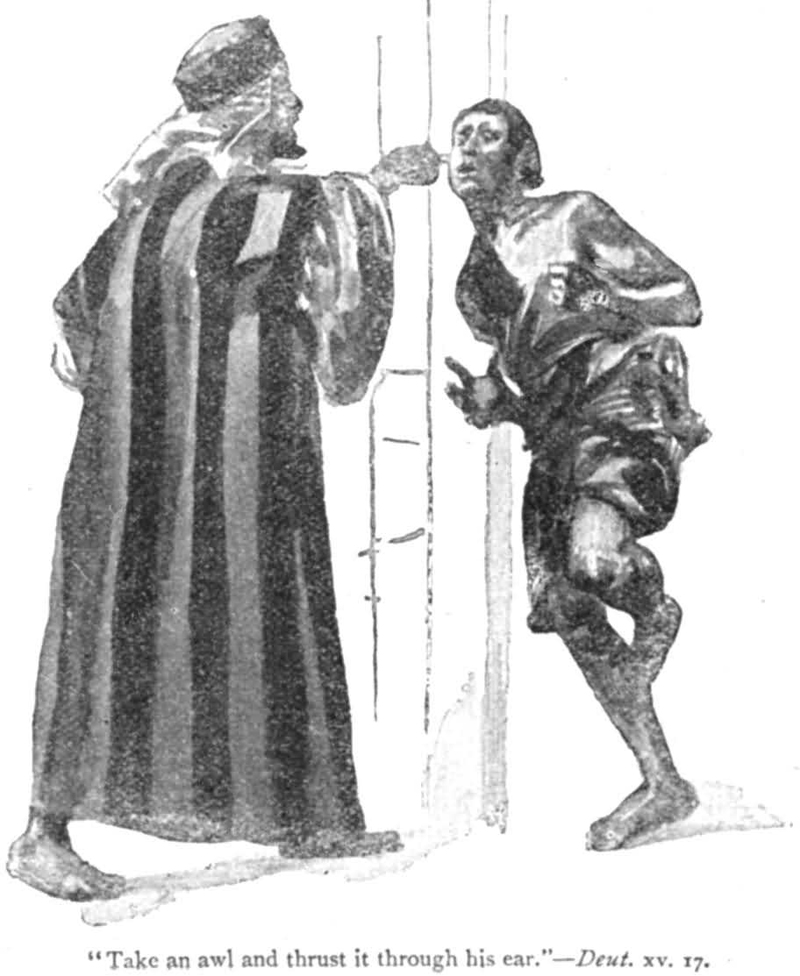 “Take an awl and thrust it through his ear.”—Deut. xv. 17.